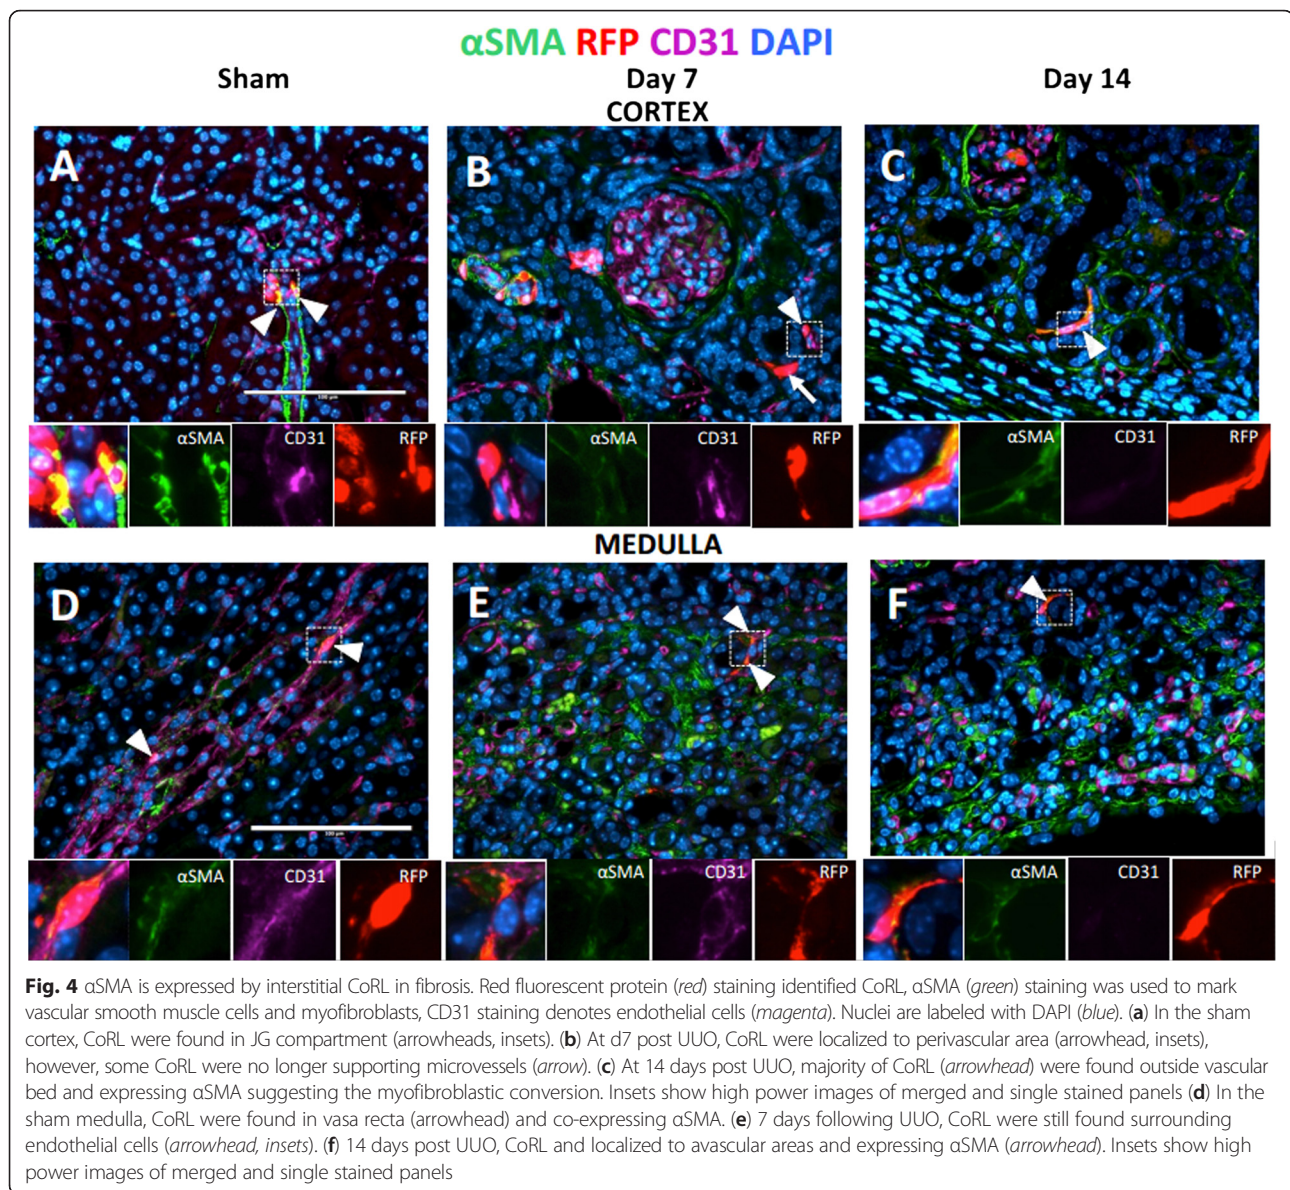 αSMA RFP CD31 DAPI
Sham
Day 7
Day 14
CORTEX
A
B
C
100 µm
αSMA
CD31
RFP
αSMA
CD31
RFP
αSMA
CD31
RFP
MEDULLA
D
E
F
100 µm
αSMA
CD31
RFP
αSMA
CD31
RFP
αSMA
CD31
RFP
Fig. 4 αSMA is expressed by interstitial CoRL in fibrosis. Red fluorescent protein (red) staining identified CoRL, αSMA (green) staining was used to mark
vascular smooth muscle cells and myofibroblasts, CD31 staining denotes endothelial cells (magenta). Nuclei are labeled with DAPI (blue). (a) In the sham
cortex, CoRL were found in JG compartment (arrowheads, insets). (b) At d7 post UUO, CoRL were localized to perivascular area (arrowhead, insets),
however, some CoRL were no longer supporting microvessels (arrow). (c) At 14 days post UUO, majority of CoRL (arrowhead) were found outside vascular
bed and expressing αSMA suggesting the myofibroblastic conversion. Insets show high power images of merged and single stained panels (d) In the
sham medulla, CoRL were found in vasa recta (arrowhead) and co-expressing αSMA. (e) 7 days following UUO, CoRL were still found surrounding
endothelial cells (arrowhead, insets). (f) 14 days post UUO, CoRL and localized to avascular areas and expressing αSMA (arrowhead). Insets show high
power images of merged and single stained panels